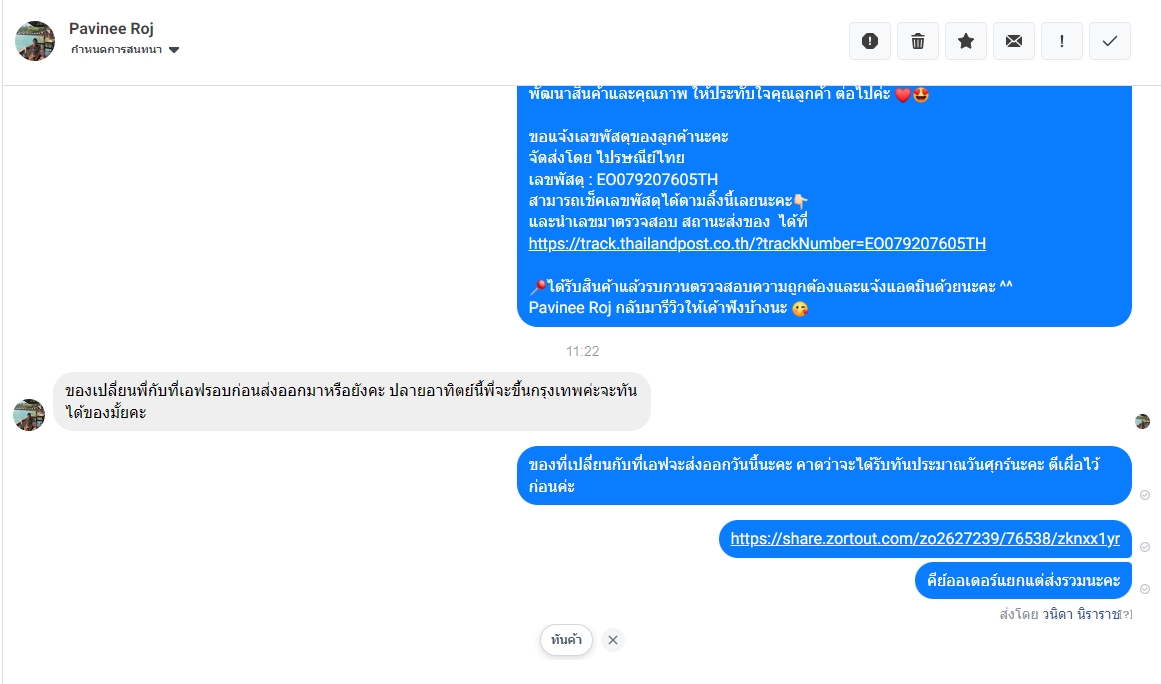 Pavinee Roj
กำหนดการสนทนา
พัฒนาสินค้าและคุณภาพ ให้ประทับใจคุณลูกค้า ต่อไปค่ะ ❤️🤩
ขอแจ้งเลขพัสดุของลูกค้านะคะ
จัดส่งโดย ไปรษณีย์ไทย
เลขพัสดุ : EO079207605TH
สามารถเช็คเลขพัสดุได้ตามลิ้งนี้เลยนะคะ👇🏻
และนำเลขมาตรวจสอบ สถานะส่งของ ได้ที่
https://track.thailandpost.co.th/?trackNumber=EO079207605TH
📍ได้รับสินค้าแล้วรบกวนตรวจสอบความถูกต้องและแจ้งแอดมินด้วยนะคะ ^^
Pavinee Roj กลับมารีวิวให้เค้าฟังบ้างนะ 😘
11:22
ของเปลี่ยนพี่กับที่เอฟรอบก่อนส่งออกมาหรือยังคะ ปลายอาทิตย์นี้พี่จะขึ้นกรุงเทพค่ะจะทัน
ได้ของมั้ยคะ
ของที่เปลี่ยนกับที่เอฟจะส่งออกวันนี้นะคะ คาดว่าจะได้รับทันประมาณวันศุกร์นะคะ ตีเผื่อไว้
ก่อนค่ะ
https://share.zortout.com/zo2627239/76538/zknxx1yr
คีย์ออเดอร์แยกแต่ส่งรวมนะคะ
ส่งโดย วนิดา นิราราช[?]
ทันค้า